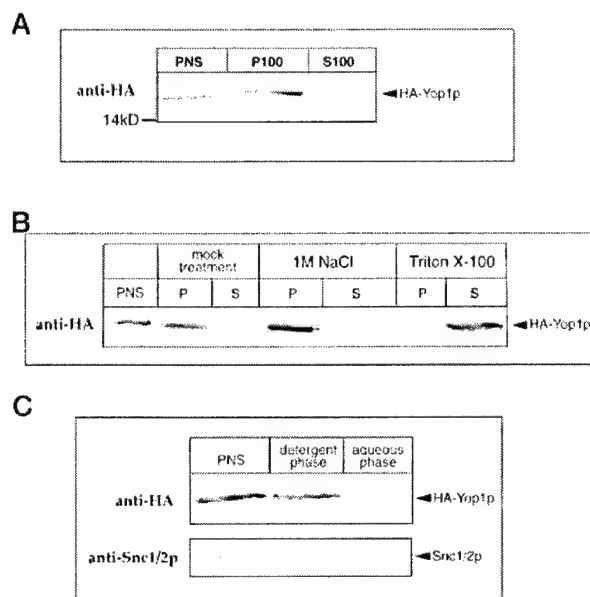 A
PNS P100 S100
anti-HA
HA-Yop1p
14kD
B
mock treatment 1M NaCl Triton X-100
PNS P S P S P S
anti-HA
HA-Yop1p
C
PNS detergent phase aqueous phase
anti-HA
HA-Yop1p
anti-Snc1/2p
Snc1/2p